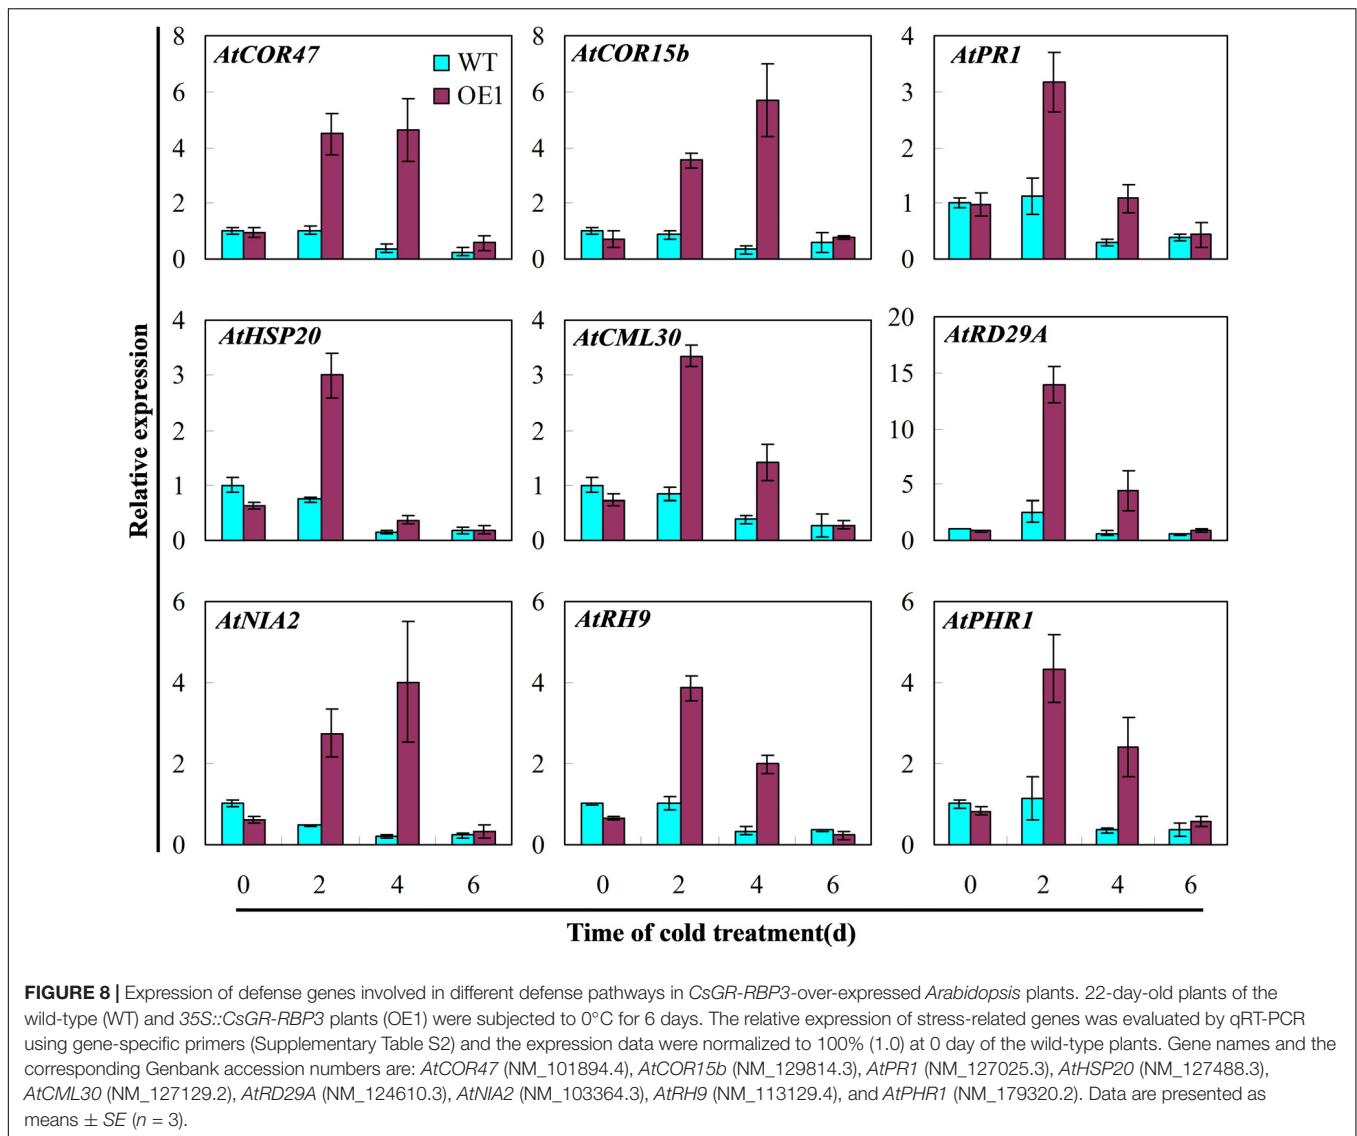 AtCOR47
WT
OE1
8
6
4
2
0
AtCOR15b
8
6
4
2
0
AtPR1
4
3
2
1
0
AtHSP20
4
3
2
1
0
AtCML30
4
3
2
1
0
AtRD29A
20
15
10
5
0
AtNIA2
6
4
2
0
AtRH9
6
4
2
0
AtPHR1
6
4
2
0
Relative expression
0 2 4 6 0 2 4 6 0 2 4 6
Time of cold treatment(d)
FIGURE 8 | Expression of defense genes involved in different defense pathways in CsGR-RBP3-over-expressed Arabidopsis plants. 22-day-old plants of the
wild-type (WT) and 35S::CsGR-RBP3 plants (OE1) were subjected to 0°C for 6 days. The relative expression of stress-related genes was evaluated by qRT-PCR
using gene-specific primers (Supplementary Table S2) and the expression data were normalized to 100% (1.0) at 0 day of the wild-type plants. Gene names and the
corresponding Genbank accession numbers are: AtCOR47 (NM_101894.4), AtCOR15b (NM_129814.3), AtPR1 (NM_127025.3), AtHSP20 (NM_127488.3),
AtCML30 (NM_127129.2), AtRD29A (NM_124610.3), AtNIA2 (NM_103364.3), AtRH9 (NM_113129.4), and AtPHR1 (NM_179320.2). Data are presented as
means ± SE (n = 3).